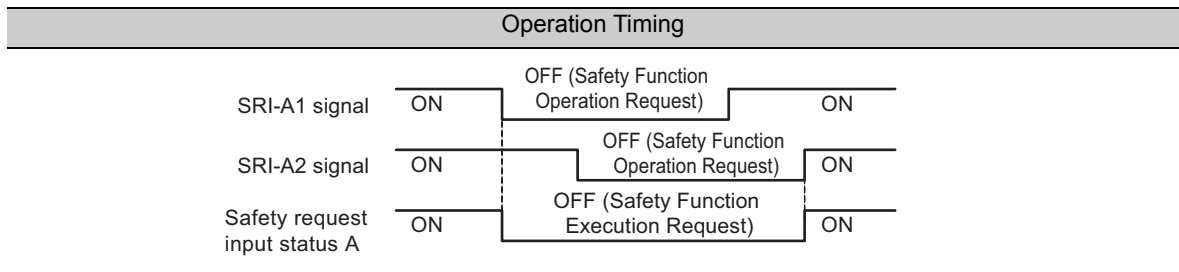 Operation Timing
OFF (Safety Function
Operation Request)
SRI-A1 signal ON ON
OFF (Safety Function
Operation Request)
SRI-A2 signal ON ON
OFF (Safety Function
Execution Request)
Safety request
input status A
ON ON